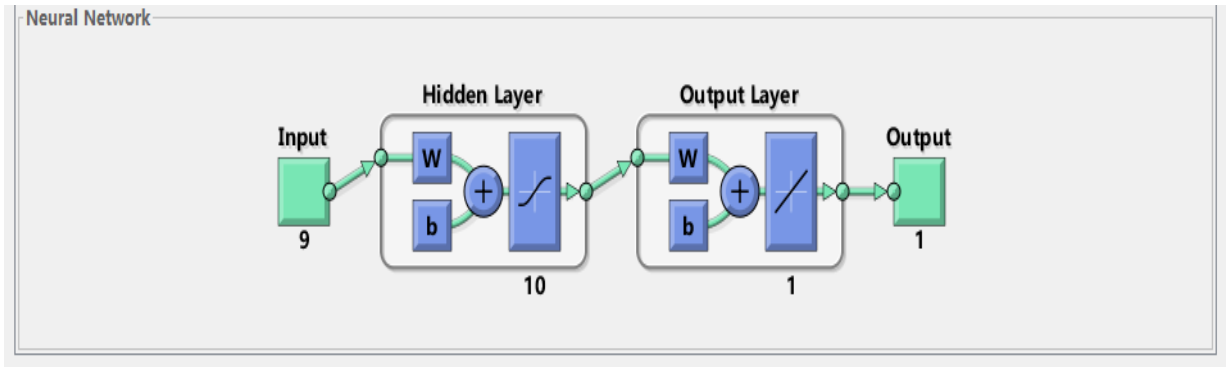 Neural Network
Hidden Layer
Output Layer
Input
Output
W
W
+
+
b
b
9
1
10
1